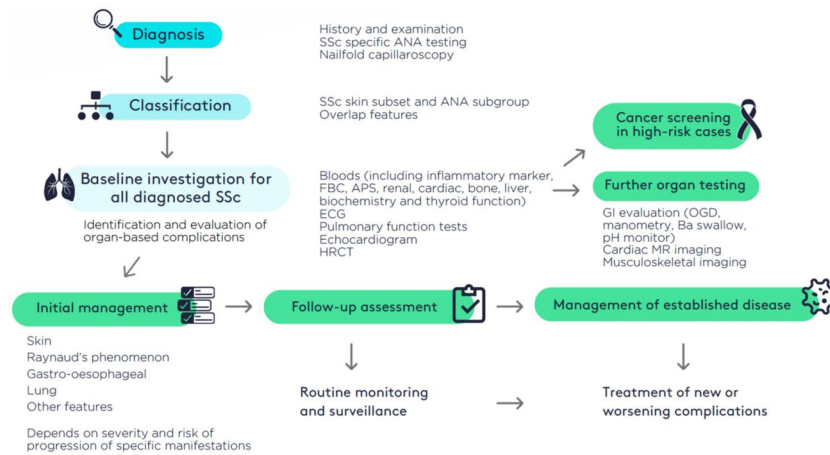 Diagnosis
History and examination
SSc specific ANA testing
Nailfold capillaroscopy
Classification
SSc skin subset and ANA subgroup
Overlap features
Cancer screening
in high-risk cases
Baseline investigation for
all diagnosed SSc
Identification and evaluation of
organ-based complications
Bloods (including inflammatory marker,
FBC, APS, renal, cardiac, bone, liver,
biochemistry and thyroid function)
ECG
Pulmonary function tests
Echocardiogram
HRCT
Further organ testing
GI evaluation (OGD,
manometry, Ba swallow,
pH monitor)
Cardiac MR imaging
Musculoskeletal imaging
Initial management
Follow-up assessment
Management of established disease
Skin
Raynaud's phenomenon
Gastro-oesophageal
Lung
Other features
Depends on severity and risk of
progression of specific manifestations
Routine monitoring
and surveillance
Treatment of new or
worsening complications